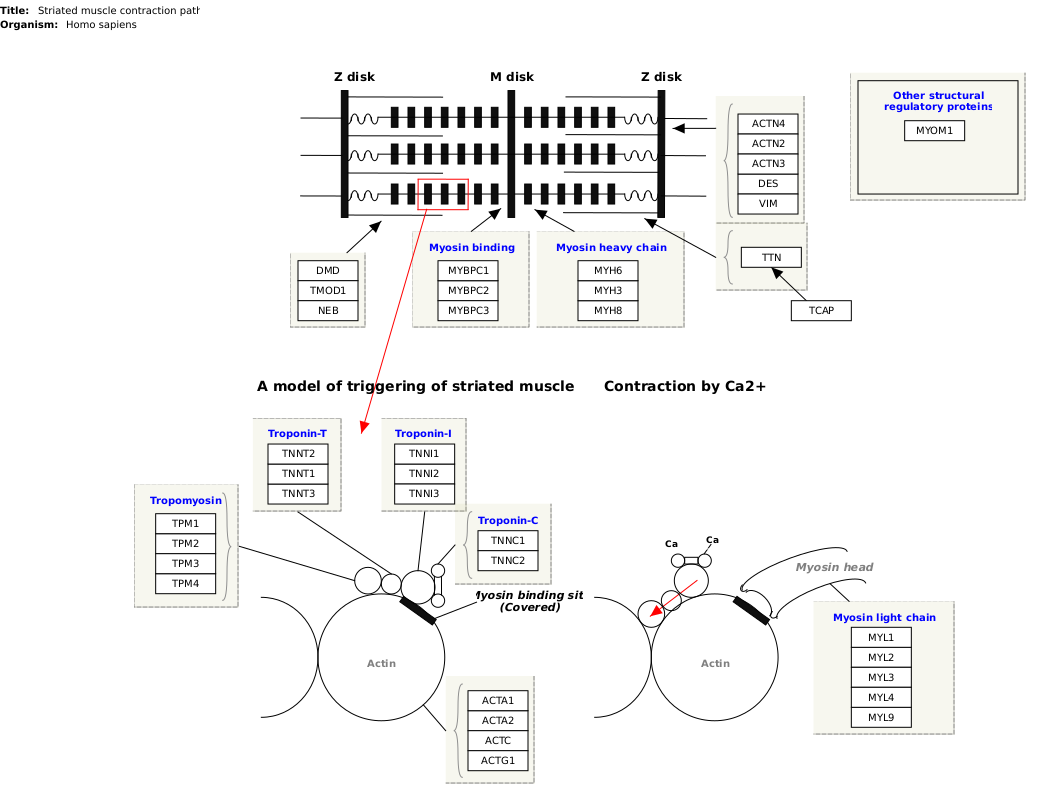 Title: Striated muscle contraction path
Organism: Homo sapiens
Z disk
M disk
Z disk
Other structural
regulatory proteins
MYOM1
ACTN4
ACTN2
ACTN3
DES
VIM
TTN
TCAP
DMD
TMOD1
NEB
Myosin binding
MYBPC1
MYBPC2
MYBPC3
Myosin heavy chain
MYH6
MYH3
MYH8
A model of triggering of striated muscle Contraction by Ca2+
Troponin-T
TNNT2
TNNT1
TNNT3
Troponin-I
TNNI1
TNNI2
TNNI3
Tropomyosin
TPM1
TPM2
TPM3
TPM4
Troponin-C
TNNC1
TNNC2
Myosin binding sit
(Covered)
Actin
ACTA1
ACTA2
ACTC
ACTG1
Ca
Ca
Myosin head
Actin
Myosin light chain
MYL1
MYL2
MYL3
MYL4
MYL9